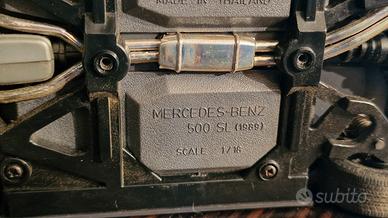 MADE IN THAILAND
MERCEDES-BENZ
500 SL (1989)
SCALE 1/16
subito